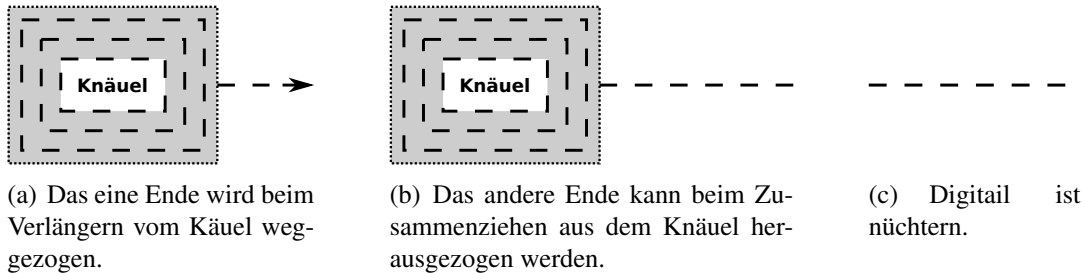 Knäuel
Knäuel
(a) Das eine Ende wird beim
Verlängern vom Käuel weg-
gezogen.
(b) Das andere Ende kann beim Zu-
sammenziehen aus dem Knäuel her-
ausgezogen werden.
(c) Digitail ist
nüchtern.